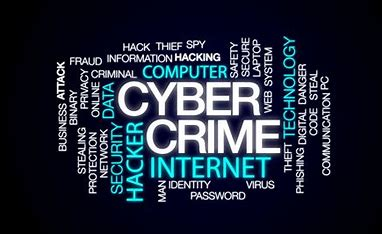 HACK THIEF SPY
FRAUD INFORMATION HACKING
CRIMINAL COMPUTER
CYBER
CRIME
INTERNET
MAN IDENTITY VIRUS
PASSWORD
BUSINESS
ATTACK
BINARY
PRIVACY
ONLINE
DATA
STEALING
PROTECTION
NETWORK
SECURITY
HACKER
SAFETY
SECURE
LAPTOP
WEB SYSTEM
TECHNOLOGY
THEFT
PHISHING
DIGITAL DANGER
CODE STEAL
COMMUNICATION PC